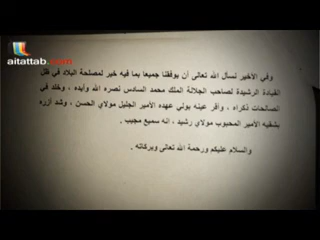 aitattab.com
وفي الأخير نسأل الله تعالى أن يوفقنا جميعا بما فيه خير لمصلحة البلاد في ظل
القيادة الرشيدة لصاحب الجلالة الملك محمد السادس نصره الله وأيده ، وخلد في
الصالحات ذكراه ، وأقر عينه بولي عهده الأمير الجليل مولاي الحسن ، وشد أزره
بشقيقه الأمير المحبوب مولاي رشيد ، انه سميع مجيب .
والسلام عليكم ورحمة الله تعالى وبركاته .